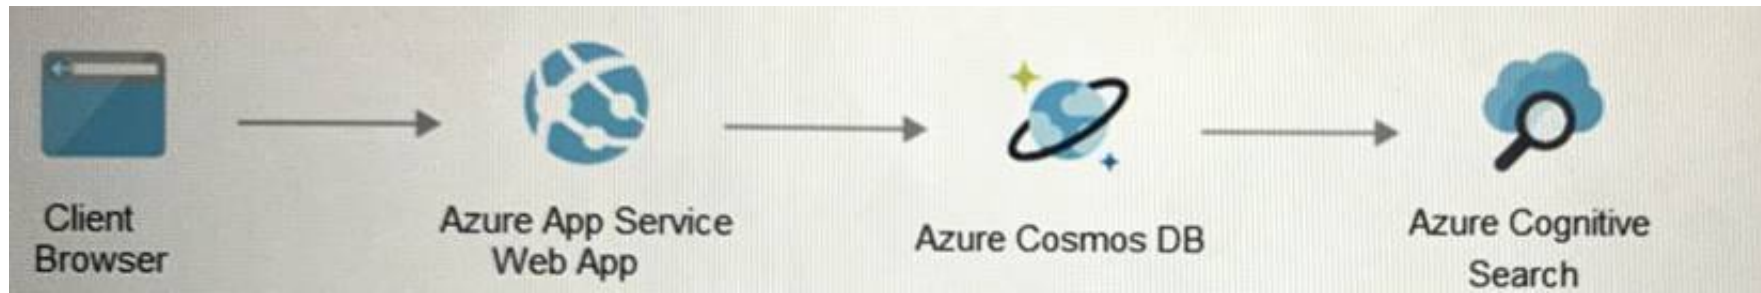 Client
Browser
Azure App Service
Web App
Azure Cosmos DB
Azure Cognitive
Search